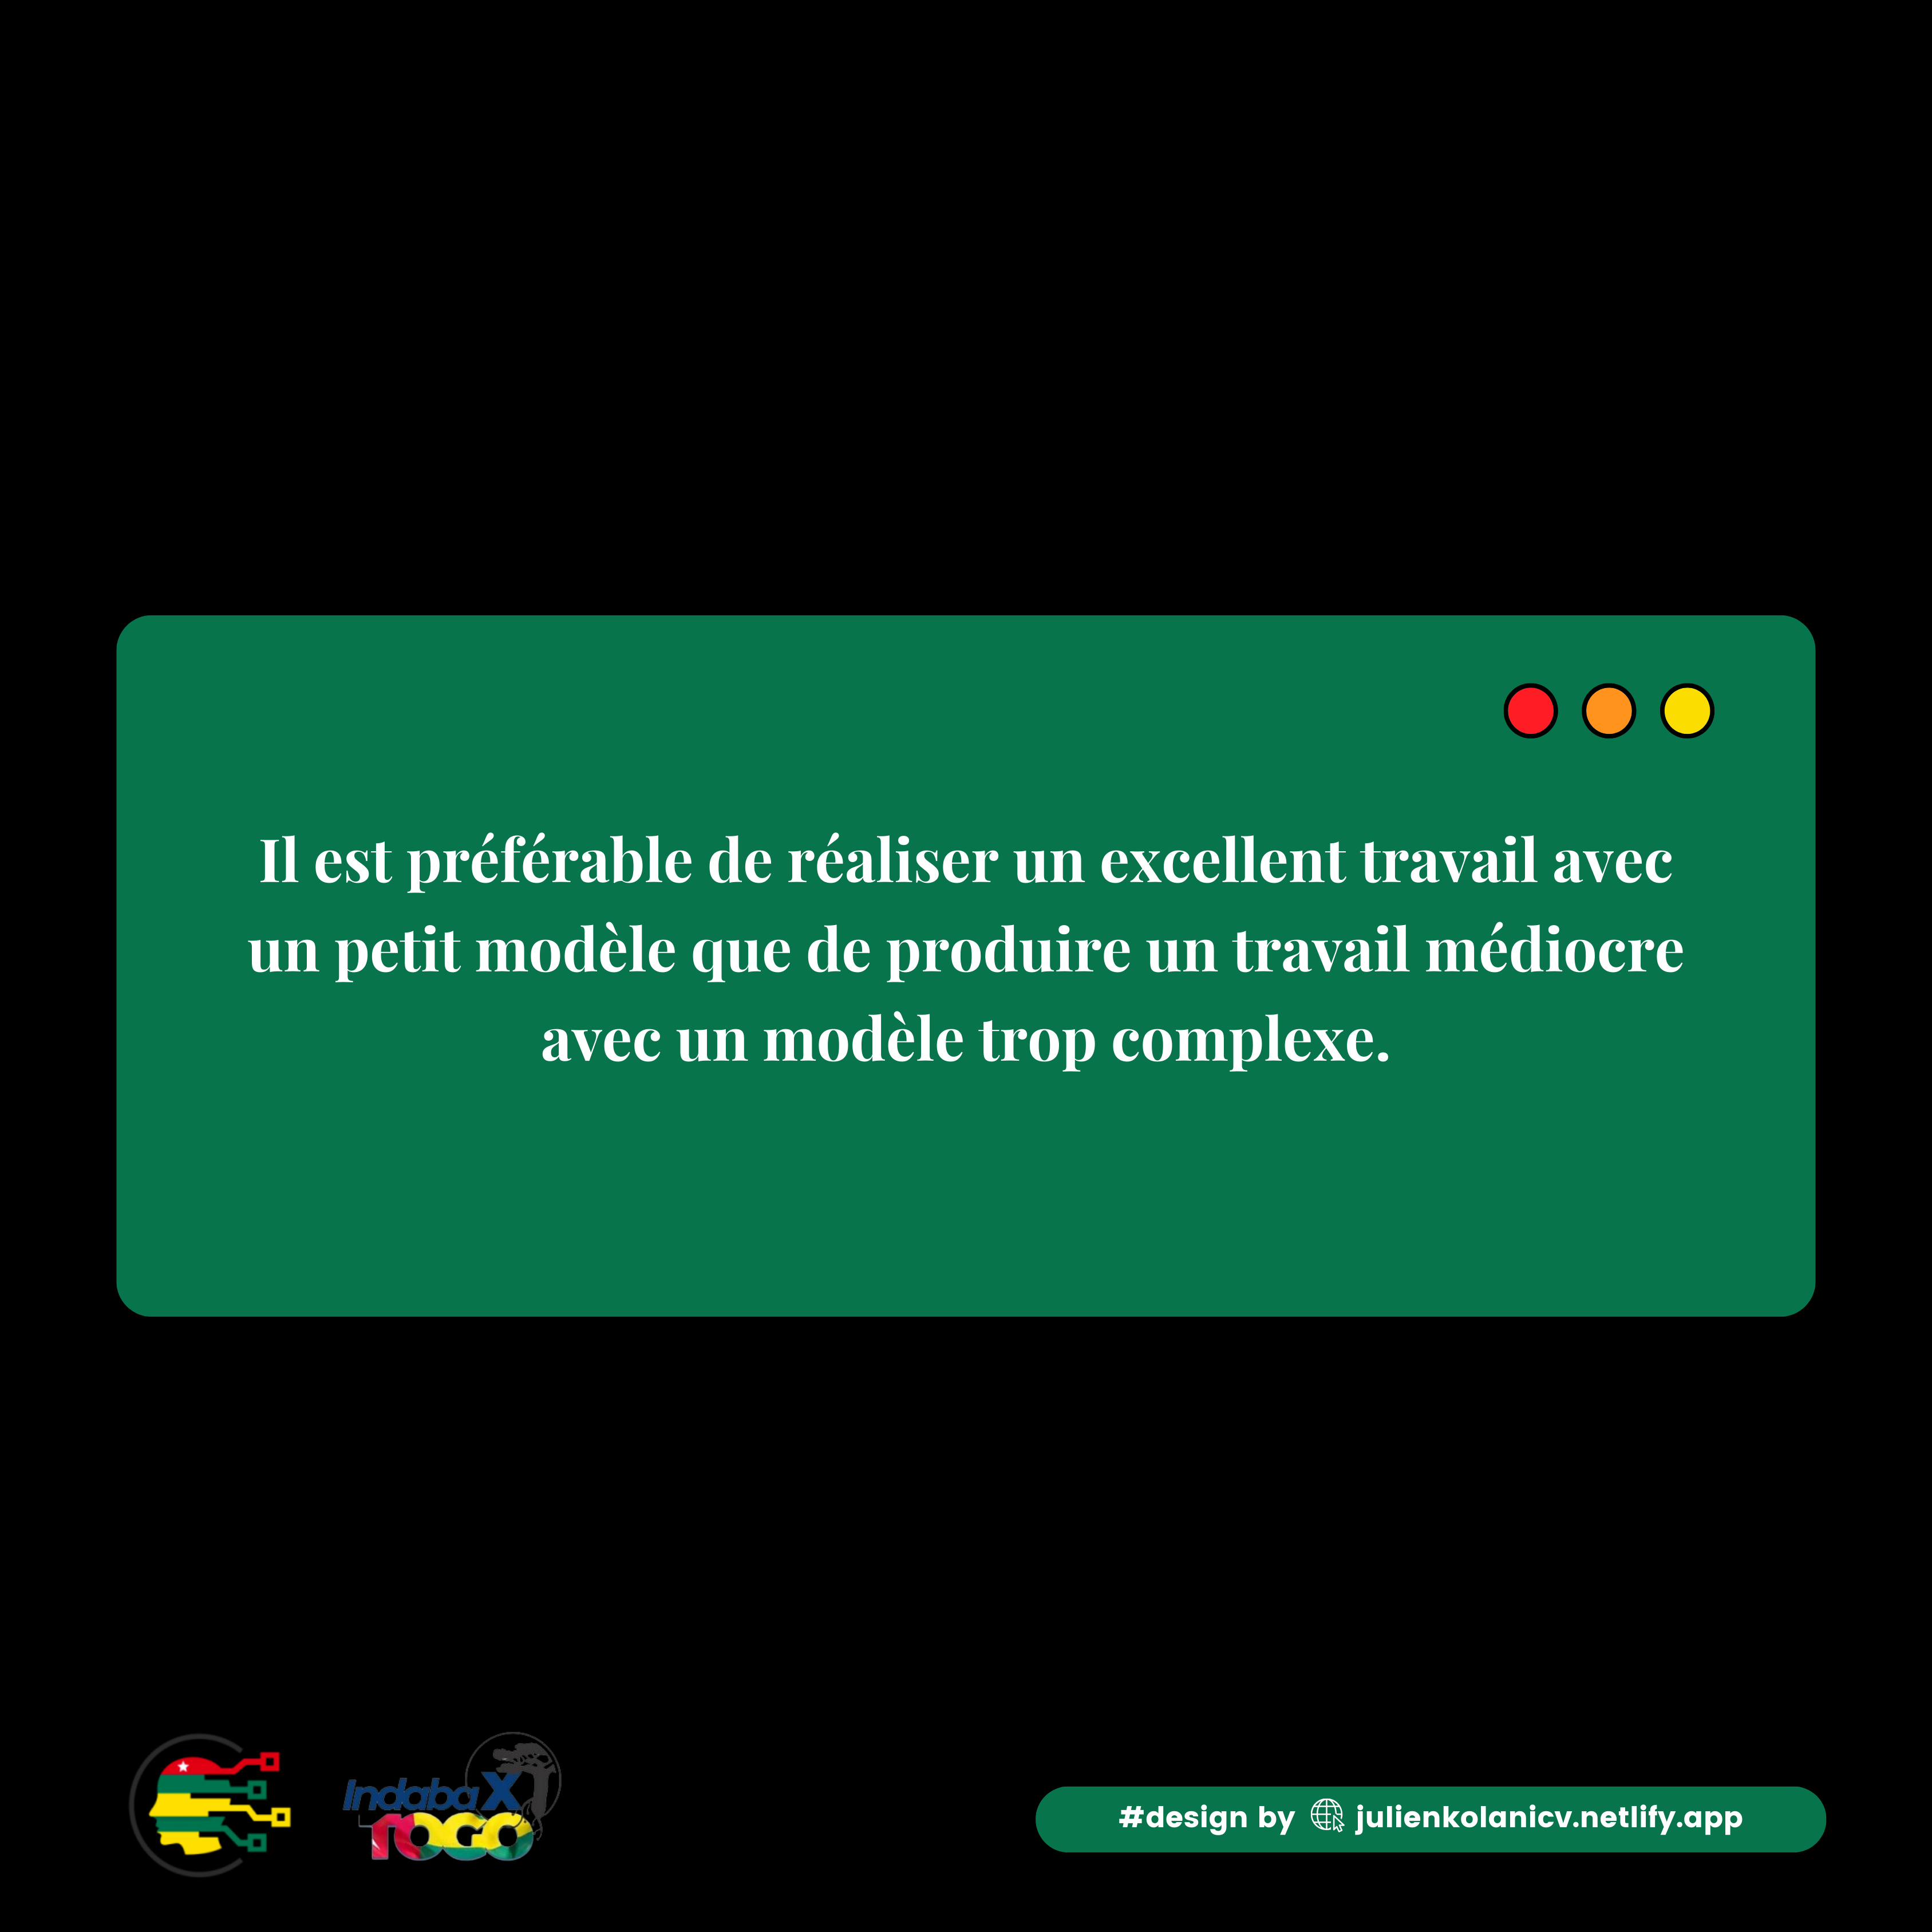 Il est préférable de réaliser un excellent travail avec
un petit modèle que de produire un travail médiocre
avec un modèle trop complexe.
IndabaX
TOGO
#design by julienkolanicv.netlify.app